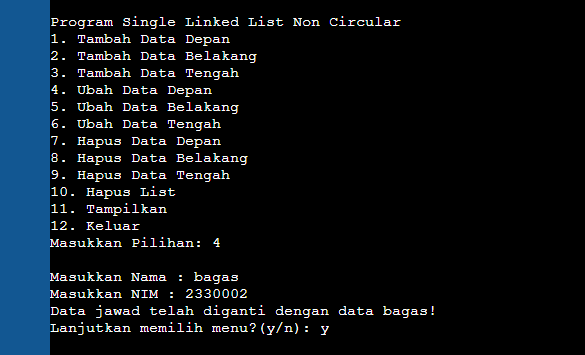 Program Single Linked List Non Circular
1. Tambah Data Depan
2. Tambah Data Belakang
3. Tambah Data Tengah
4. Ubah Data Depan
5. Ubah Data Belakang
6. Ubah Data Tengah
7. Hapus Data Depan
8. Hapus Data Belakang
9. Hapus Data Tengah
10. Hapus List
11. Tampilkan
12. Keluar
Masukkan Pilihan: 4
Masukkan Nama : bagas
Masukkan NIM : 2330002
Data jawad telah diganti dengan data bagas!
Lanjutkan memilih menu?(y/n): y